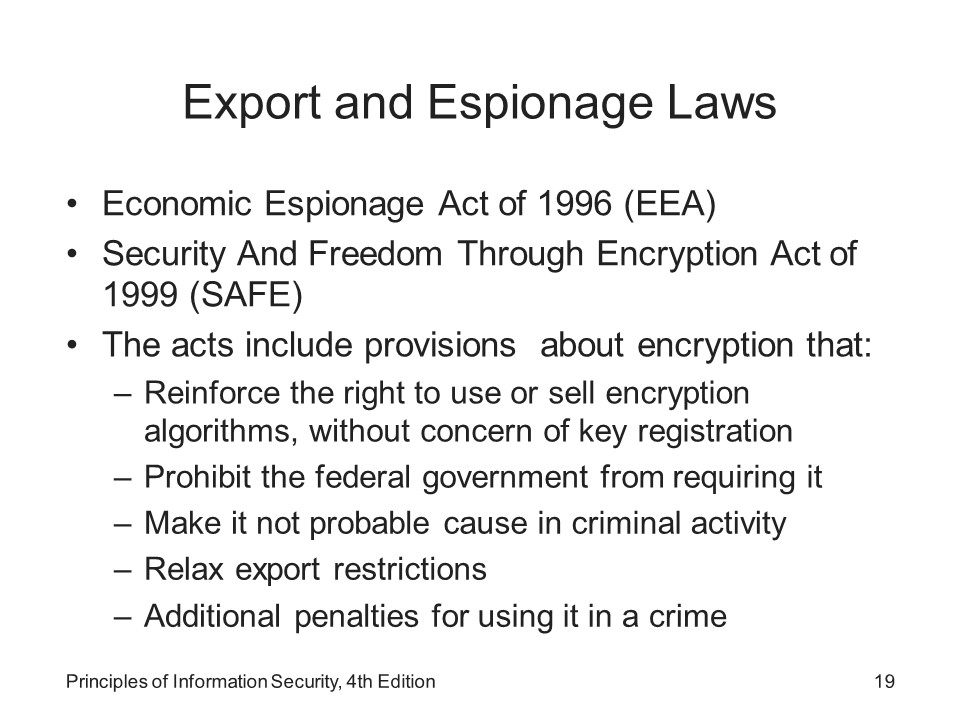 Export and Espionage Laws
• Economic Espionage Act of 1996 (EEA)
• Security And Freedom Through Encryption Act of
1999 (SAFE)
• The acts include provisions about encryption that:
– Reinforce the right to use or sell encryption
algorithms, without concern of key registration
– Prohibit the federal government from requiring it
– Make it not probable cause in criminal activity
– Relax export restrictions
– Additional penalties for using it in a crime
Principles of Information Security, 4th Edition 19